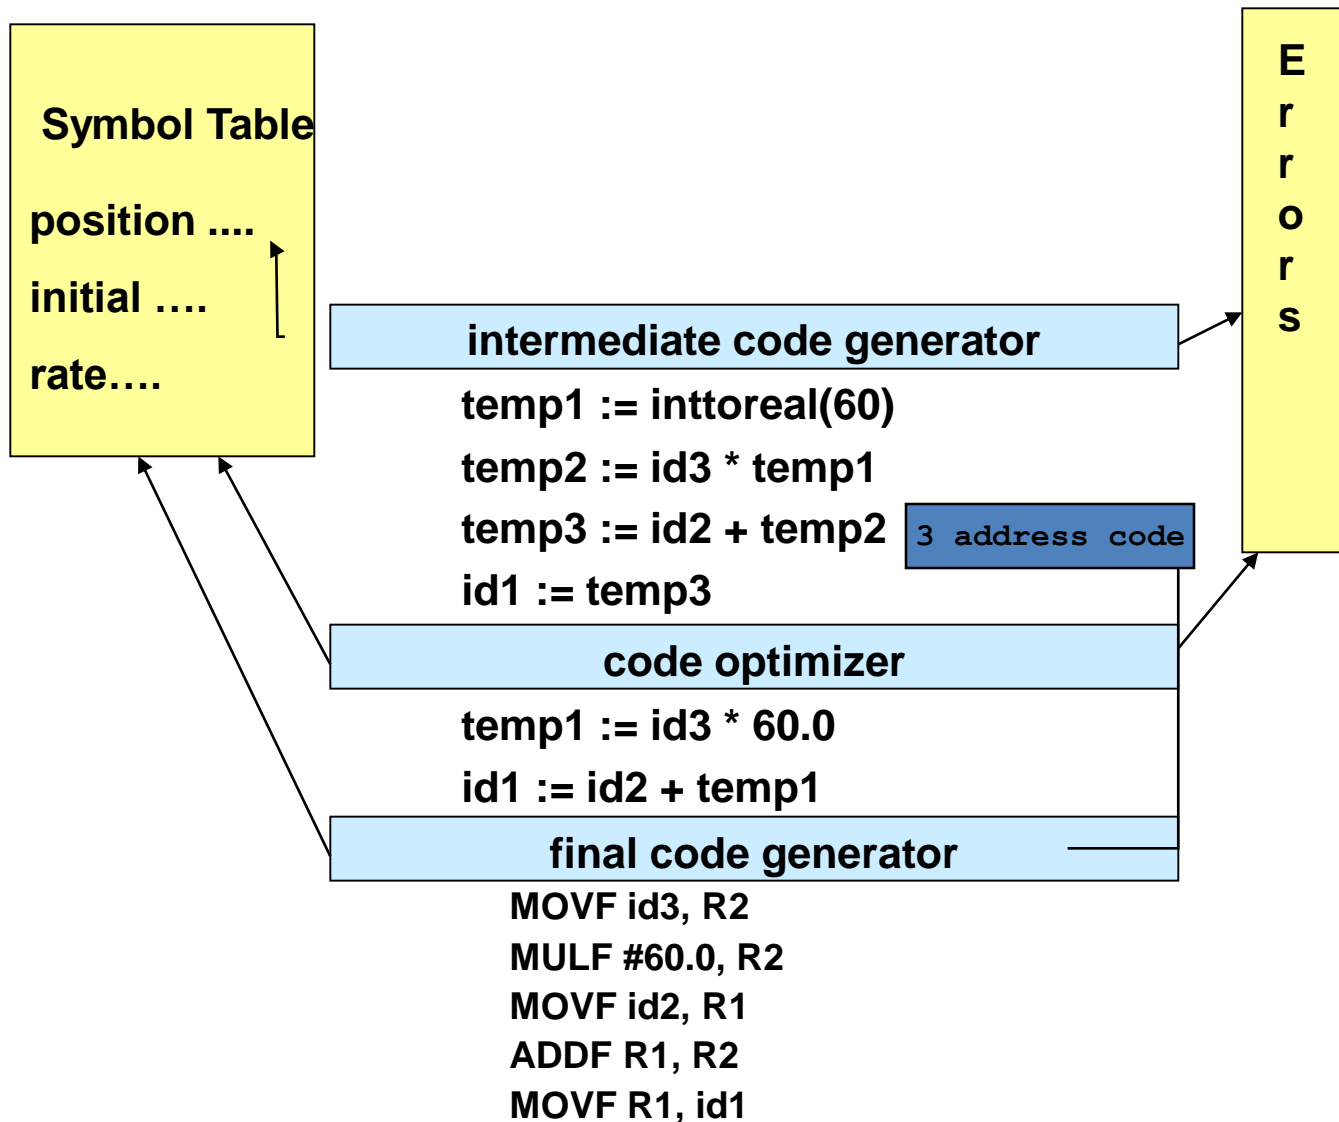 Symbol Table
position ....
initial ….
rate….
E
r
r
o
r
s
intermediate code generator
temp1 := inttoreal(60)
temp2 := id3 * temp1
temp3 := id2 + temp2
3 address code
id1 := temp3
code optimizer
temp1 := id3 * 60.0
id1 := id2 + temp1
final code generator
MOVF id3, R2
MULF #60.0, R2
MOVF id2, R1
ADDF R1, R2
MOVF R1, id1